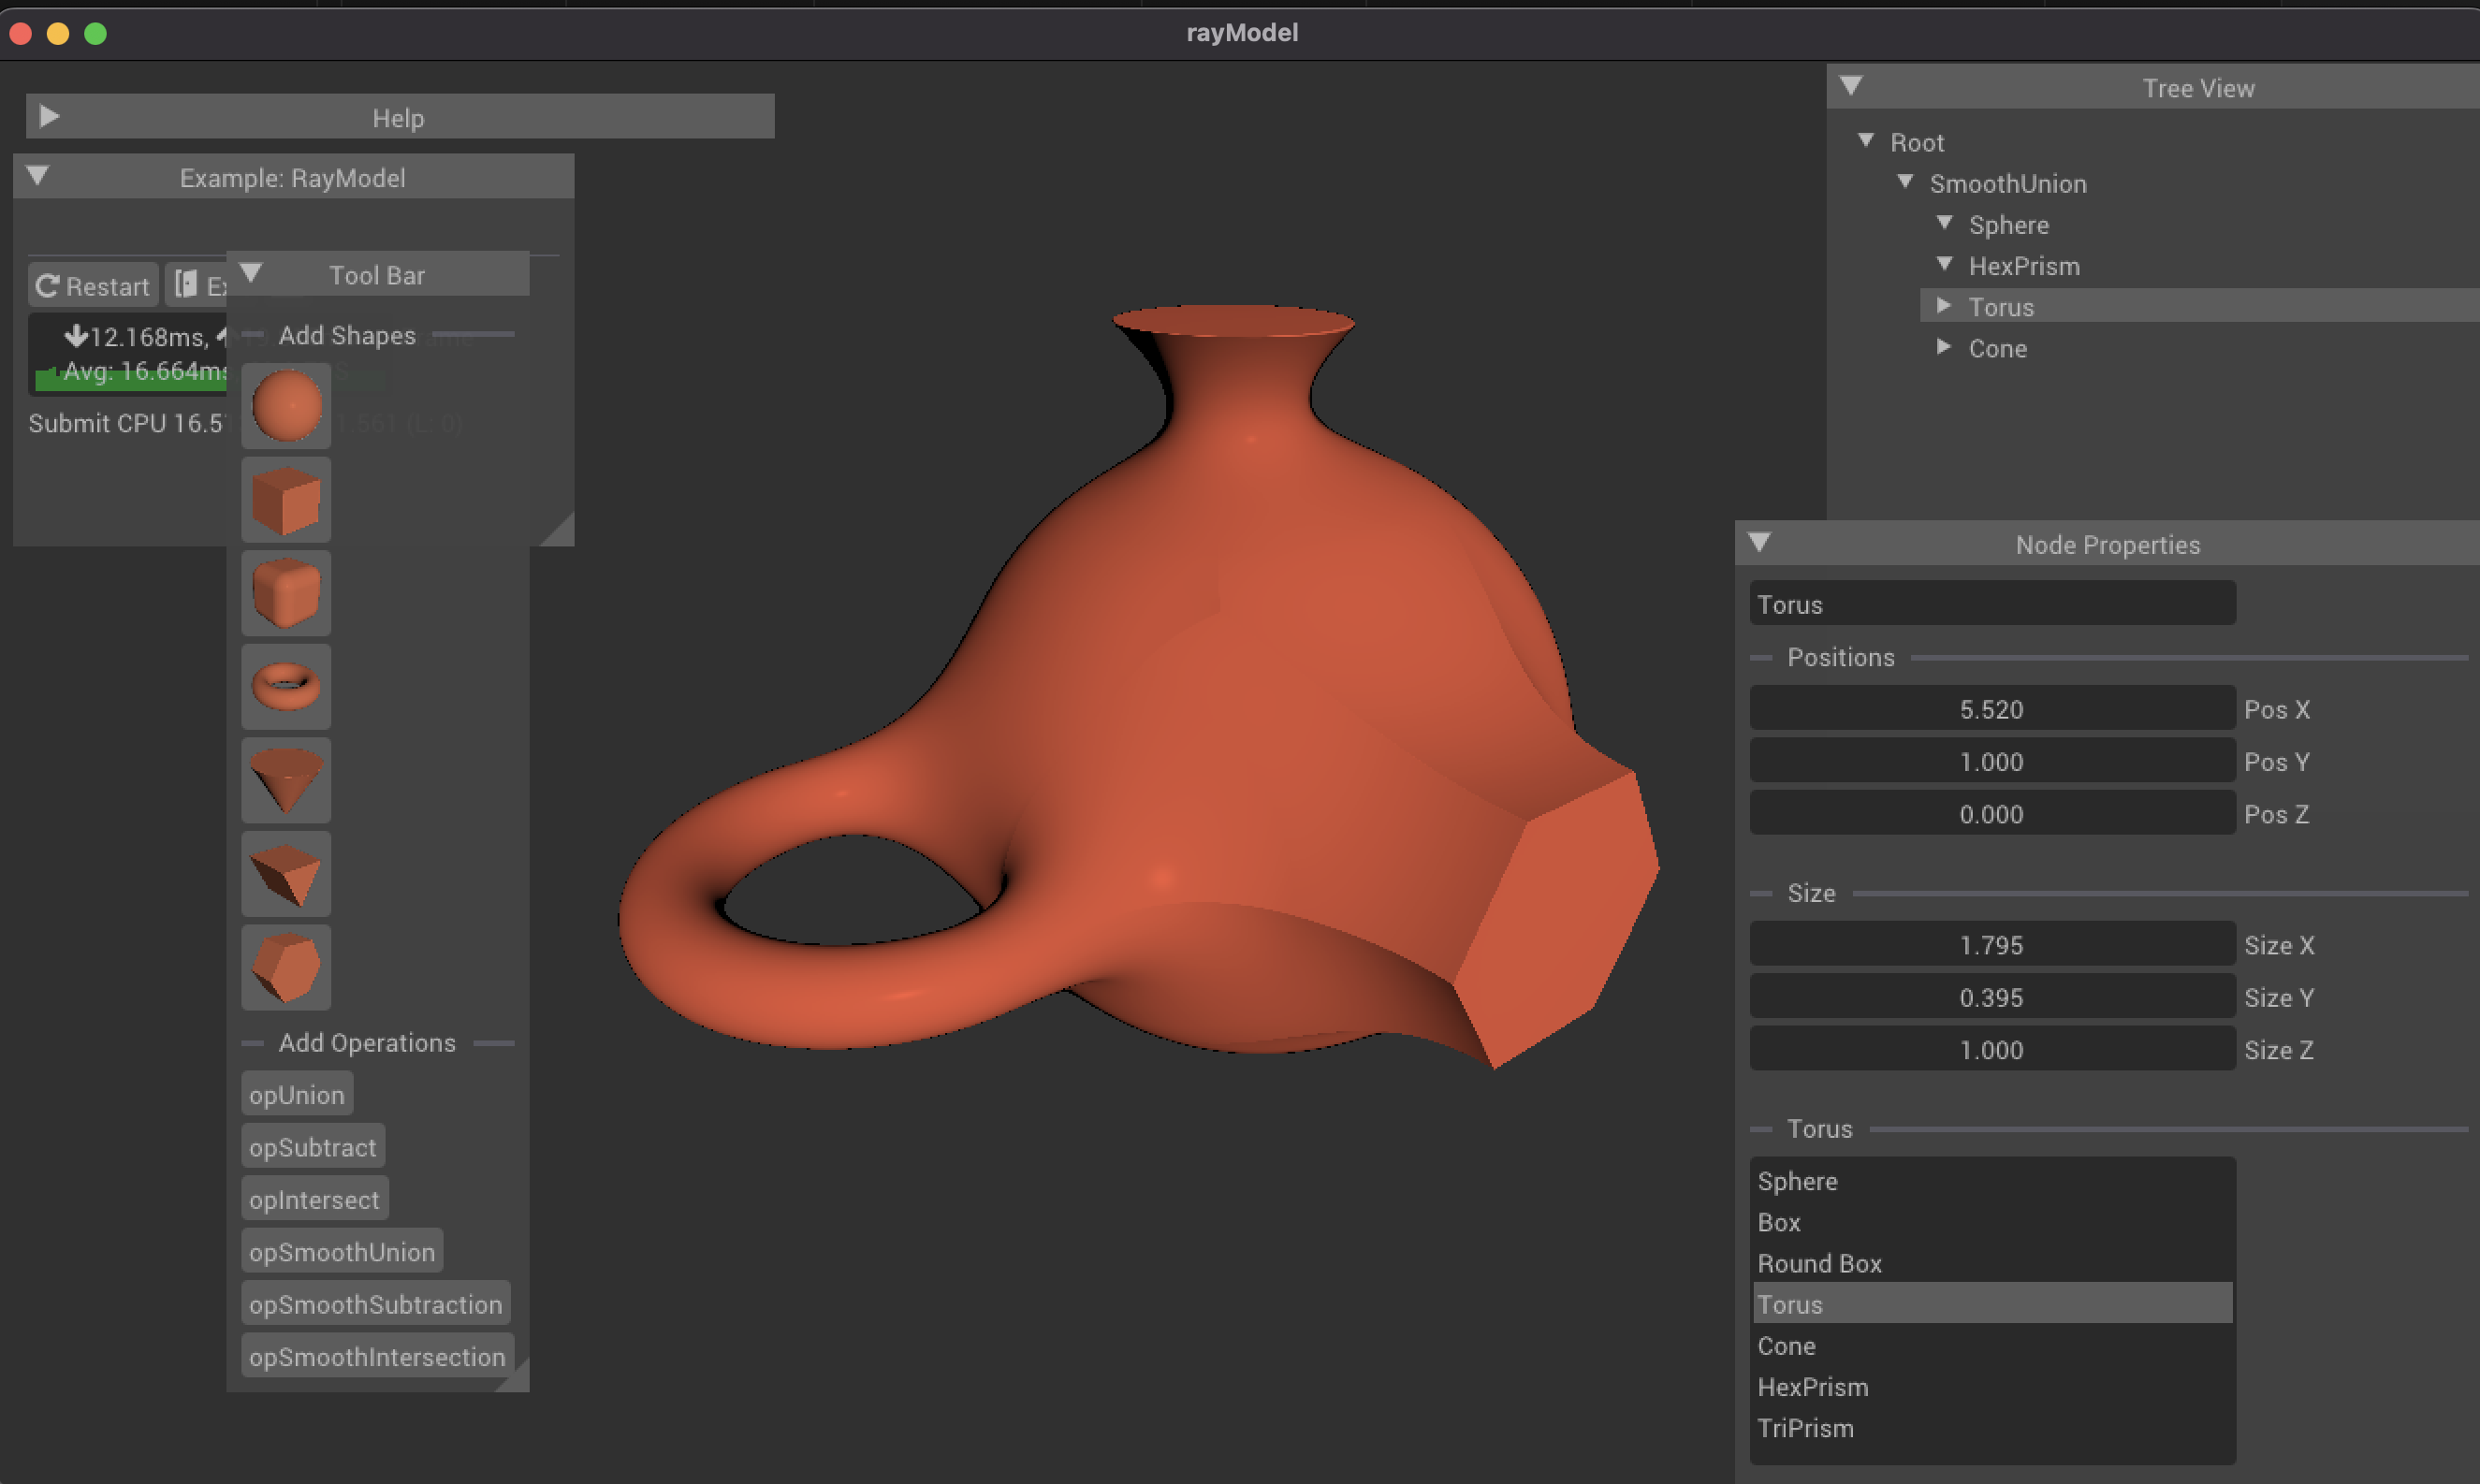 rayModel
Help
Example: RayModel
Restart
Tool Bar
12.168ms,
Add Shapes
Avg: 16.664ms
Submit CPU 16.5 1.561 (L: 0)
Add Operations
opUnion
opSubtract
opIntersect
opSmoothUnion
opSmoothSubtraction
opSmoothIntersection
Tree View
Root
SmoothUnion
Sphere
HexPrism
Torus
Cone
Node Properties
Torus
Positions
5.520 Pos X
1.000 Pos Y
0.000 Pos Z
Size
1.795 Size X
0.395 Size Y
1.000 Size Z
Torus
Sphere
Box
Round Box
Torus
Cone
HexPrism
TriPrism